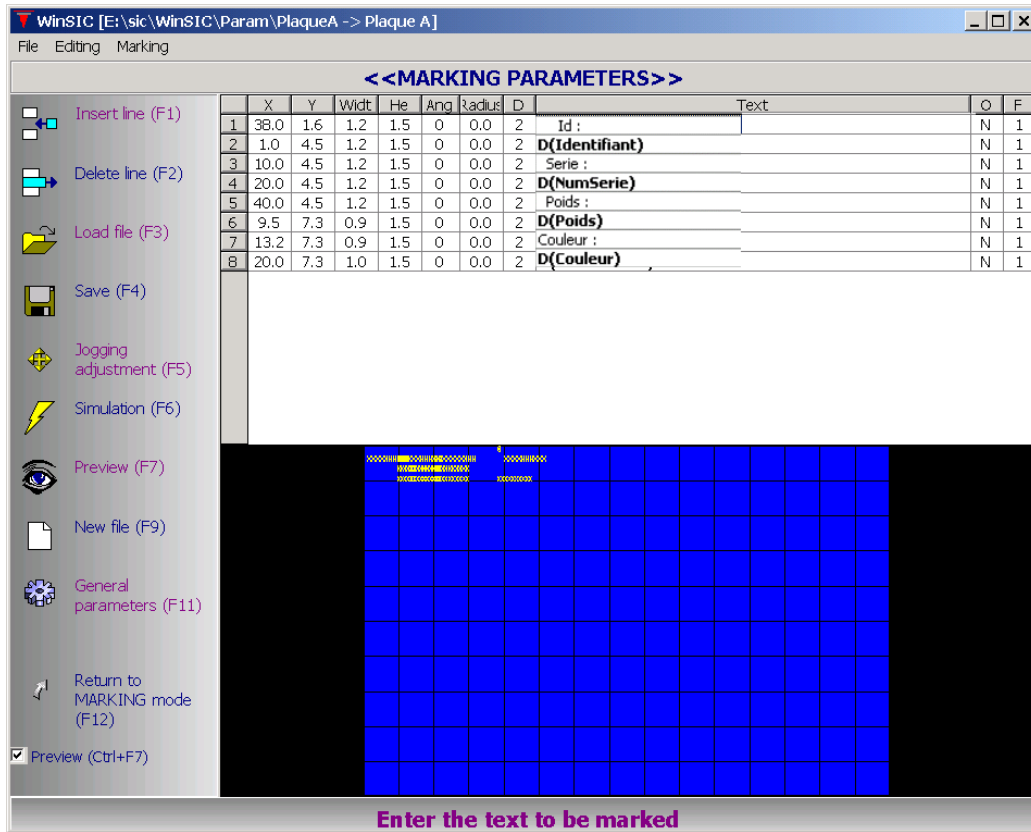 WinSIC [E:\sic\WinSIC\Param\PlaqueA -> Plaque A]
File Editing Marking
<<MARKING PARAMETERS>>
Insert line (F1)
Delete line (F2)
Load file (F3)
Save (F4)
Jogging
adjustment (F5)
Simulation (F6)
Preview (F7)
New file (F9)
General
parameters (F11)
Return to
MARKING mode
(F12)
Preview (Ctrl+F7)
X Y Widt He Ang Radius D Text O F
1 38.0 1.6 1.2 1.5 0 0.0 2 Id : N 1
2 1.0 4.5 1.2 1.5 0 0.0 2 D(Identifiant) N 1
3 10.0 4.5 1.2 1.5 0 0.0 2 Serie : N 1
4 20.0 4.5 1.2 1.5 0 0.0 2 D(NumSerie) N 1
5 40.0 4.5 1.2 1.5 0 0.0 2 Poids : N 1
6 9.5 7.3 0.9 1.5 0 0.0 2 D(Poids) N 1
7 13.2 7.3 0.9 1.5 0 0.0 2 Couleur : N 1
8 20.0 7.3 1.0 1.5 0 0.0 2 D(Couleur) N 1
Enter the text to be marked